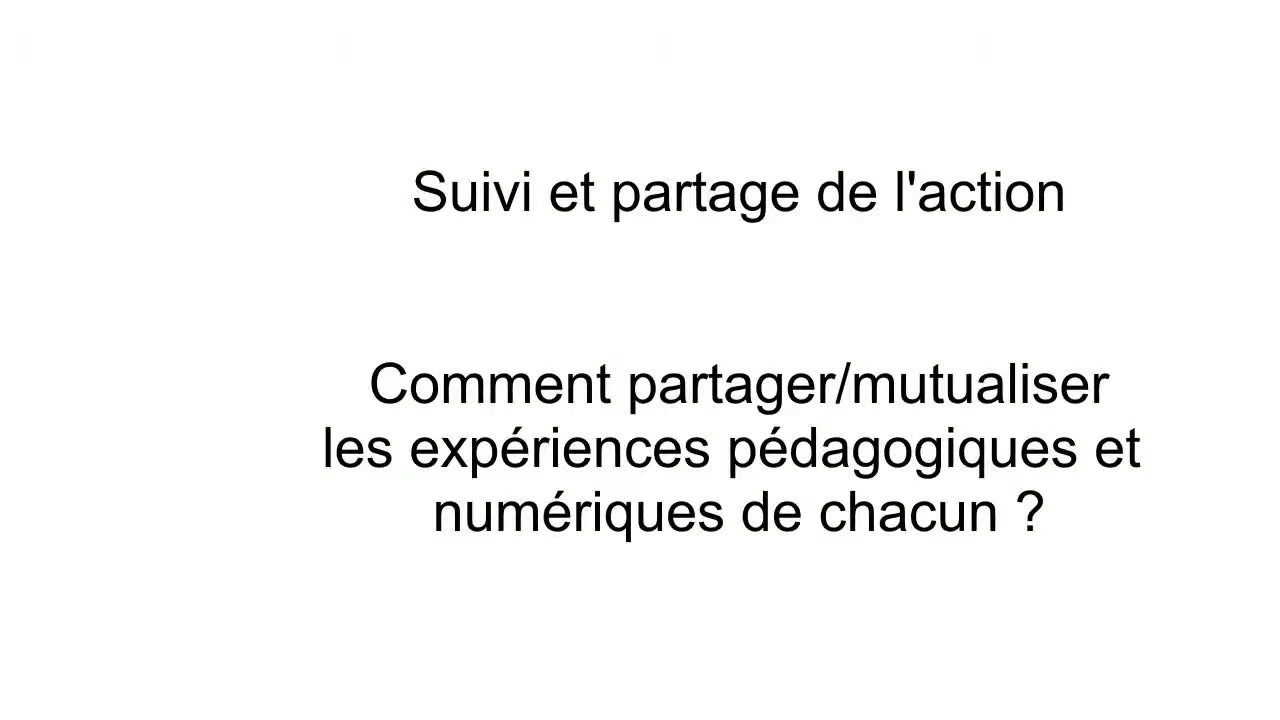 Suivi et partage de l'action
Comment partager/mutualiser
les expériences pédagogiques et
numériques de chacun ?